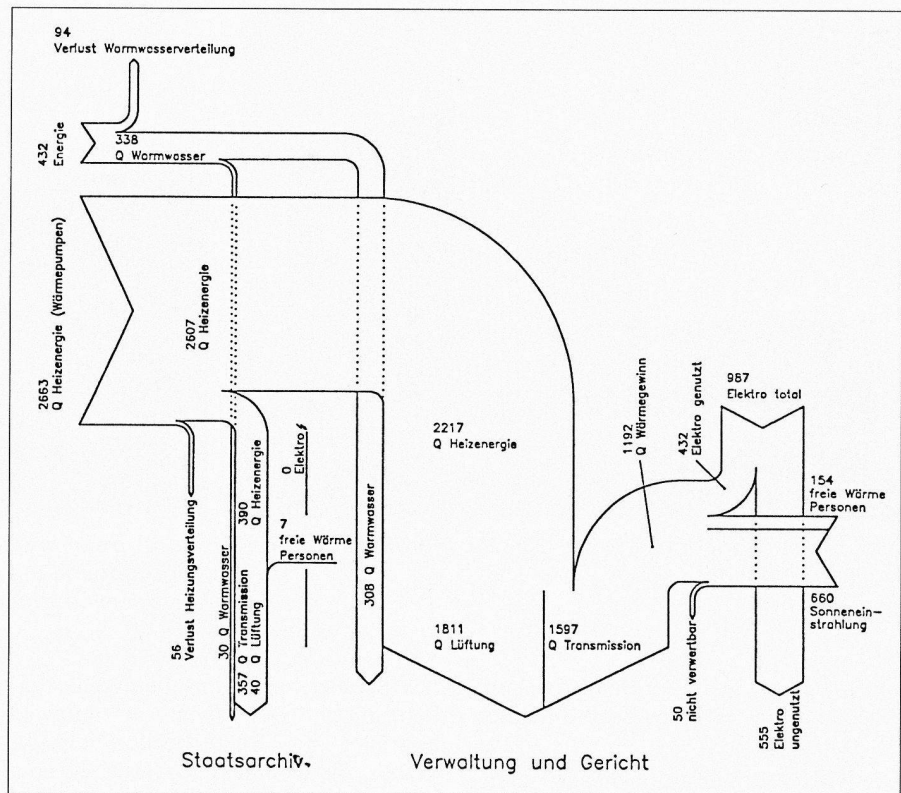 94
Verlust Warmwasserverteilung
432
Energie
338
Q Warmwasser
2663
Q Heizenergie (Wärmepumpen)
2607
Q Heizenergie
56
Verlust Heizungsverteilung
30 Q Warmwasser
390
Q Heizenergie
357 Q Transmission
40 Q Lüftung
0
Elektro
7
freie Wärme
Personen
308 Q Warmwasser
2217
Q Heizenergie
1811
Q Lüftung
1597
Q Transmission
1192
Q Wärmegewinn
432
Elektro genutzt
987
Elektro total
154
freie Wärme
Personen
660
Sonnenein-
strahlung
50
nicht verwertbar
555
Elektro
ungenutzt
Staatsarchiv
Verwaltung und Gericht